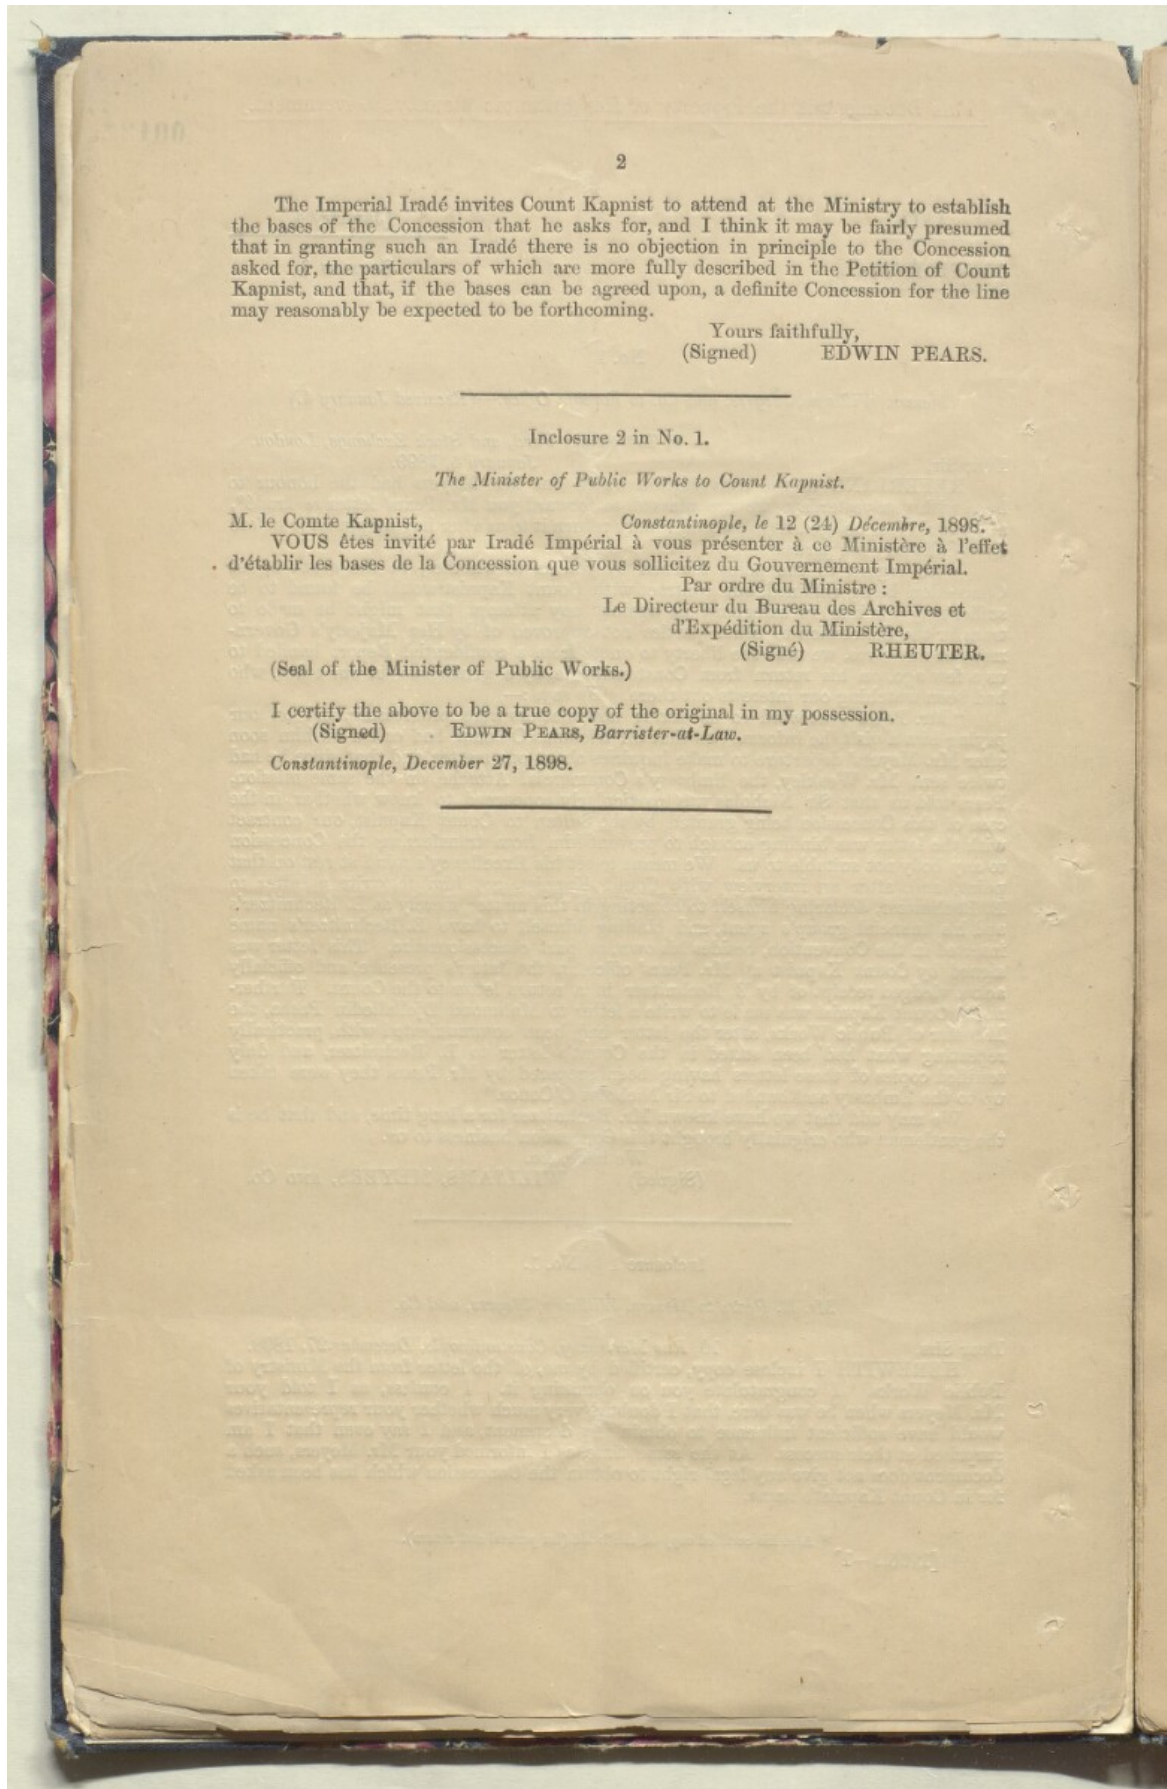 2
The Imperial Iradé invites Count Kapnist to attend at the Ministry to establish
the bases of the Concession that he asks for, and I think it may be fairly presumed
that in granting such an Iradé there is no objection in principle to the Concession
asked for, the particulars of which are more fully described in the Petition of Count
Kapnist, and that, if the bases can be agreed upon, a definite Concession for the line
may reasonably be expected to be forthcoming.
Yours faithfully,
(Signed) EDWIN PEARS.
Inclosure 2 in No. 1.
The Minister of Public Works to Count Kapnist.
M. le Comte Kapnist, Constantinople, le 12 (24) Décembre, 1898.
VOUS êtes invité par Iradé Impérial à vous présenter à ce Ministère à l'effet
d'établir les bases de la Concession que vous sollicitez du Gouvernement Impérial.
Par ordre du Ministre :
Le Directeur du Bureau des Archives et
d'Expédition du Ministère,
(Signé) RHEUTER.
(Seal of the Minister of Public Works.)
I certify the above to be a true copy of the original in my possession.
(Signed) EDWIN PEARS, Barrister-at-Law.
Constantinople, December 27, 1898.